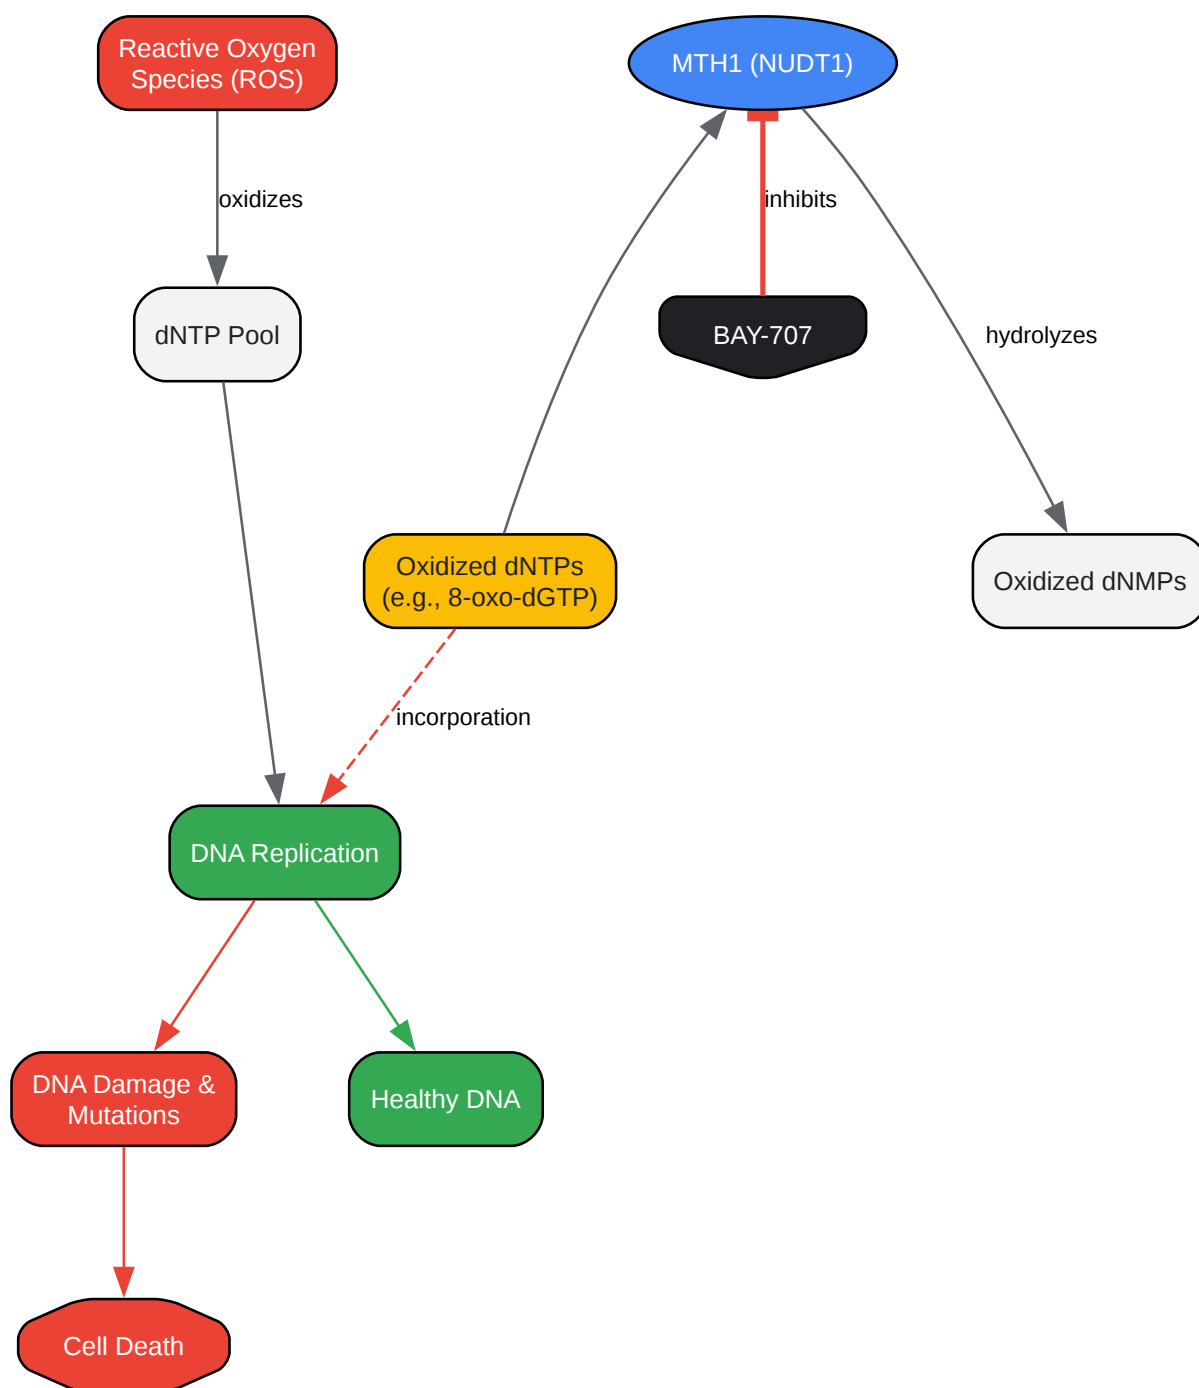 Reactive Oxygen
Species (ROS)
MTH1 (NUDT1)
oxidizes
inhibits
dNTP Pool
BAY-707
hydrolyzes
Oxidized dNTPs
(e.g., 8-oxo-dGTP)
Oxidized dNMPs
incorporation
DNA Replication
DNA Damage &
Mutations
Healthy DNA
Cell Death